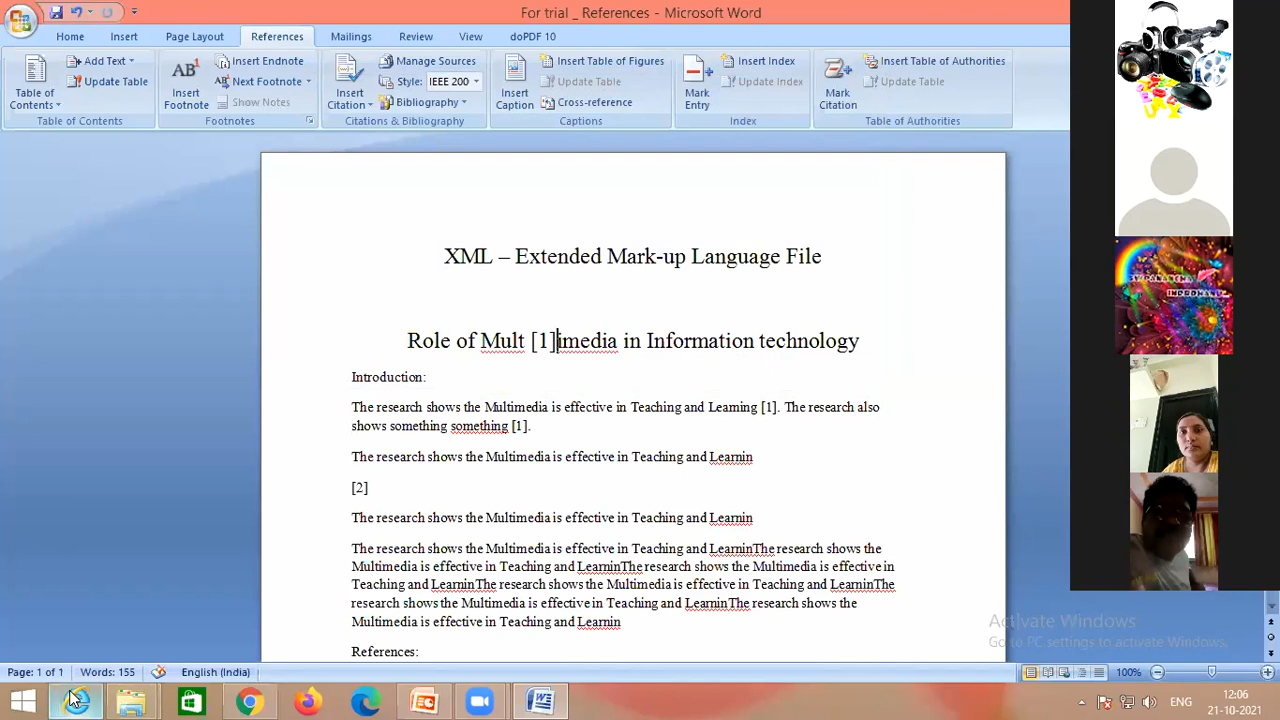 For trial _ References - Microsoft Word
Home Insert Page Layout References Mailings Review View doPDF 10
Table of Contents
Add Text
Update Table
Table of Contents
Insert Footnote
Insert Endnote
Next Footnote
Show Notes
Footnotes
Insert Citation
Manage Sources
Style: IEEE 200
Bibliography
Citations & Bibliography
Insert Caption
Insert Table of Figures
Update Table
Cross-reference
Captions
Mark Entry
Insert Index
Update Index
Index
Mark Citation
Insert Table of Authorities
Update Table
Table of Authorities
XML – Extended Mark-up Language File
Role of Mult [1]imedia in Information technology
Introduction:
The research shows the Multimedia is effective in Teaching and Learning [1]. The research also
shows something something [1].
The research shows the Multimedia is effective in Teaching and Learnin
[2]
The research shows the Multimedia is effective in Teaching and Learnin
The research shows the Multimedia is effective in Teaching and LearninThe research shows the
Multimedia is effective in Teaching and LearninThe research shows the Multimedia is effective in
Teaching and LearninThe research shows the Multimedia is effective in Teaching and LearninThe
research shows the Multimedia is effective in Teaching and LearninThe research shows the
Multimedia is effective in Teaching and Learnin
References:
Activate Windows
Go to PC settings to activate Windows.
Page: 1 of 1 Words: 155 English (India) 100%
ENG
12:06
21-10-2021